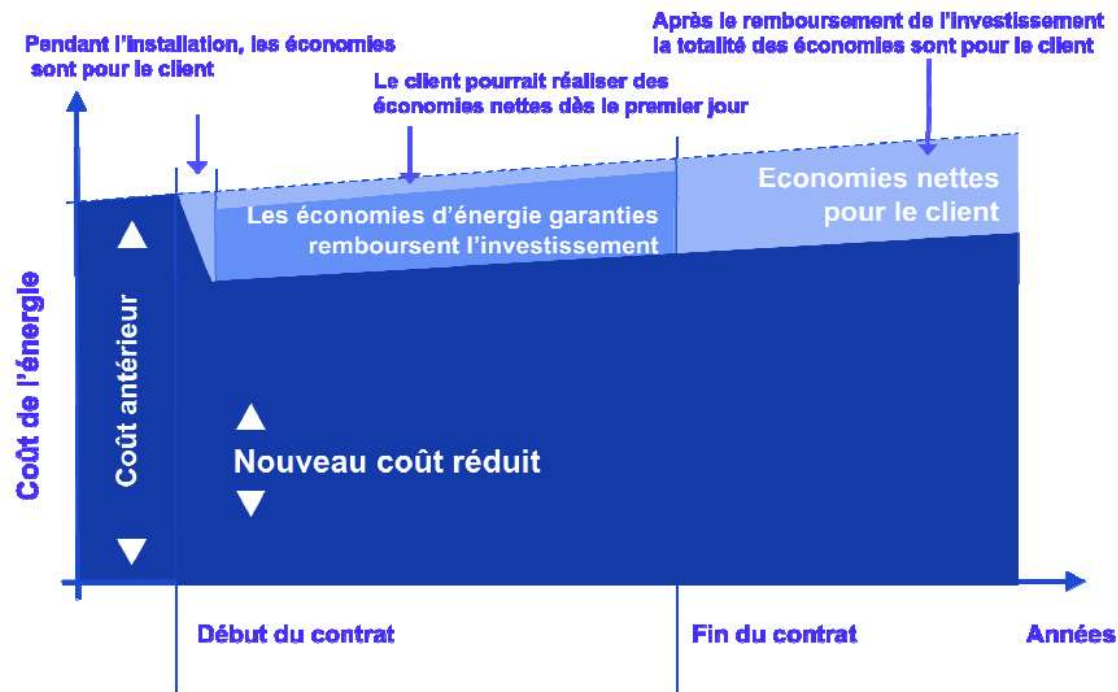 Après le remboursement de l'investissement
la totalité des économies sont pour le client
Pendant l'installation, les économies
sont pour le client
Le client pourrait réaliser des
économies nettes dès le premier jour
Economies nettes
pour le client
Les économies d'énergie garanties
remboursent l'investissement
Coût de l'énergie
Coût antérieur
Nouveau coût réduit
Début du contrat
Fin du contrat
Années